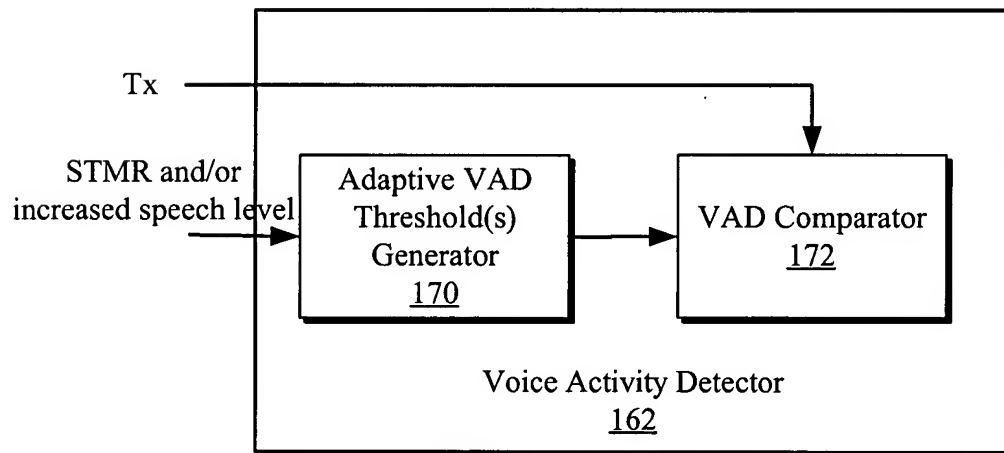 Tx
STMR and/or
increased speech level
Adaptive VAD
Threshold(s)
Generator
170
VAD Comparator
172
Voice Activity Detector
162